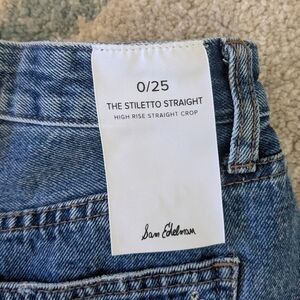 0/25
THE STILETTO STRAIGHT
HIGH RISE STRAIGHT CROP
Sam Edelman